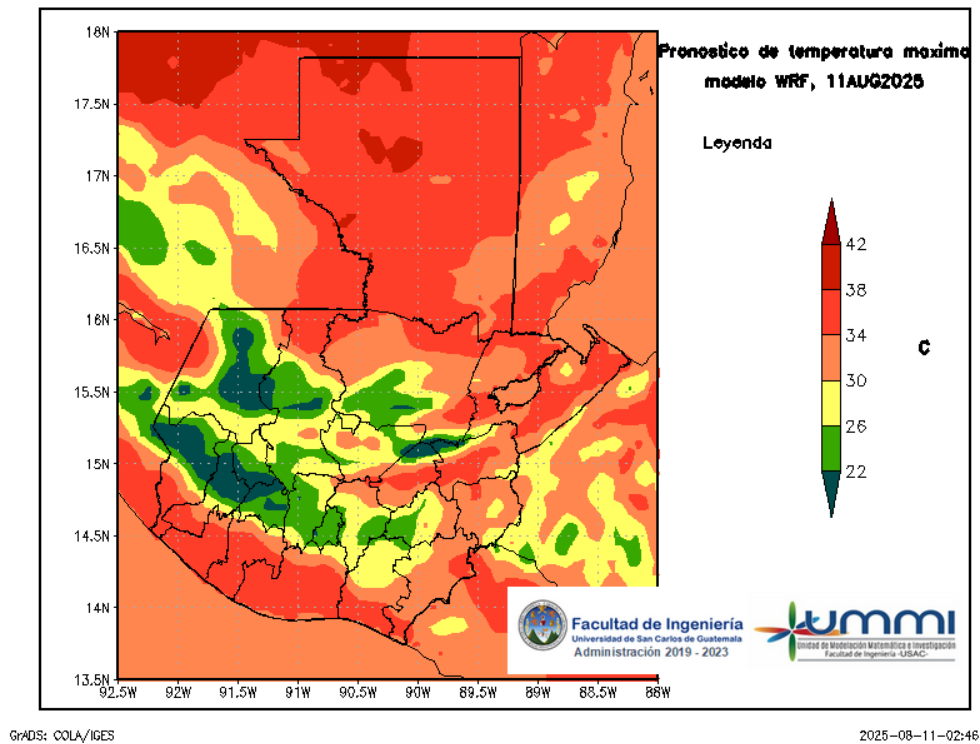 Pronostico de temperatura maxima
modelo WRF, 11AUG2025
Leyenda
18N
17.5N
17N
16.5N
16N
15.5N
15N
14.5N
14N
13.5N
92.5W
92W
91.5W
91W
90.5W
90W
89.5W
89W
88.5W
88W
42
38
34
30
26
22
C
Facultad de Ingeniería
Universidad de San Carlos de Guatemala
Administración 2019 - 2023
ummi
Unidad de Modelación Matemática e Investigación
Facultad de Ingeniería -USAC-
GrADS: COLA/IGES
2025-08-11-02:46